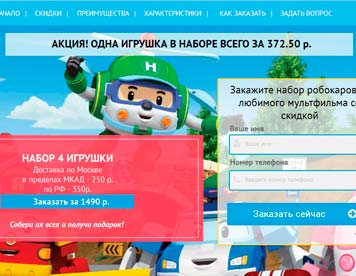 НАЧАЛО | СКИДКИ | ПРЕИМУЩЕСТВА | ХАРАКТЕРИСТИКИ | КАК ЗАКАЗАТЬ | ЗАДАТЬ ВОПРОС
АКЦИЯ! ОДНА ИГРУШКА В НАБОРЕ ВСЕГО ЗА 372.50 р.
H
Закажите набор робокаров
любимого мультфильма со
скидкой
Ваше имя
Введите ваше имя
Номер телефона
Введите номер телефона
Заказать сейчас
НАБОР 4 ИГРУШКИ
Доставка по Москве
в пределах МКАД - 250 р.
по РФ - 350р.
Заказать за 1490 р.
Собери их всех и получи подарок!